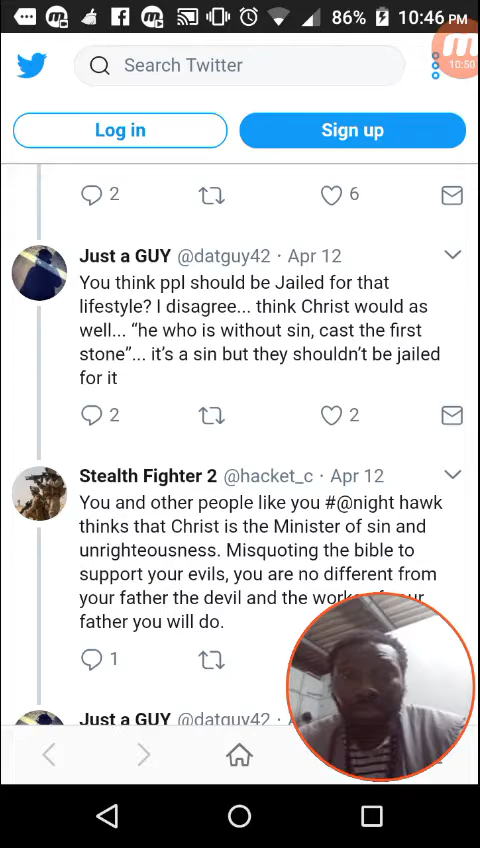 86% 10:46 PM
Search Twitter
10:50
Log in
Sign up
2
6
Just a GUY @datguy42 · Apr 12
You think ppl should be Jailed for that
lifestyle? I disagree... think Christ would as
well... “he who is without sin, cast the first
stone”... it’s a sin but they shouldn’t be jailed
for it
2
2
Stealth Fighter 2 @hacket_c · Apr 12
You and other people like you #@night hawk
thinks that Christ is the Minister of sin and
unrighteousness. Misquoting the bible to
support your evils, you are no different from
your father the devil and the
father you will do.
1
Just a GUY @datguy42 ·